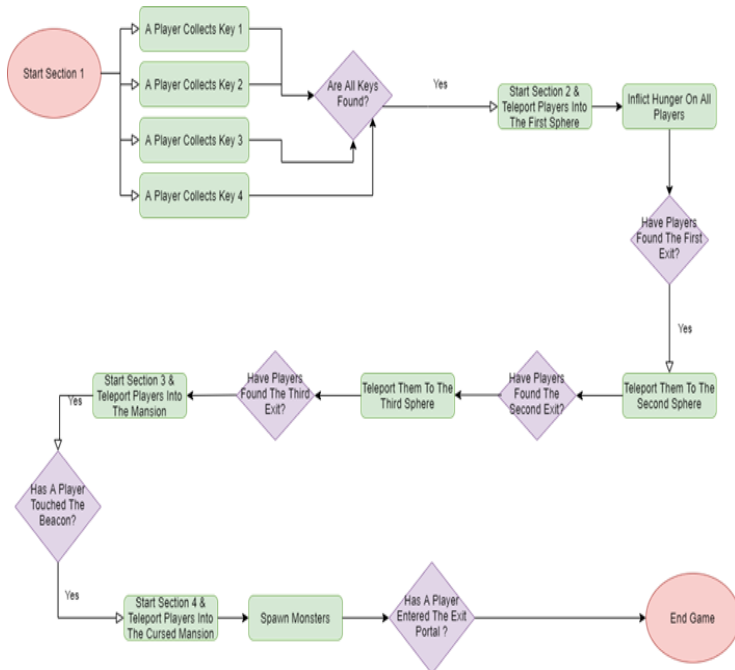 Start Section 1
A Player Collects Key 1
A Player Collects Key 2
A Player Collects Key 3
A Player Collects Key 4
Are All Keys
Found?
Yes
Start Section 2 &
Teleport Players Into
The First Sphere
Inflict Hunger On All
Players
Have Players
Found The First
Exit?
Yes
Teleport Them To The
Second Sphere
Have Players
Found The
Second Exit?
Teleport Them To The
Third Sphere
Have Players
Found The Third
Exit?
Start Section 3 &
Teleport Players Into
The Mansion
Yes
Has A Player
Touched The
Beacon?
Yes
Start Section 4 &
Teleport Players Into
The Cursed Mansion
Spawn Monsters
Has A Player
Entered The Exit
Portal ?
End Game